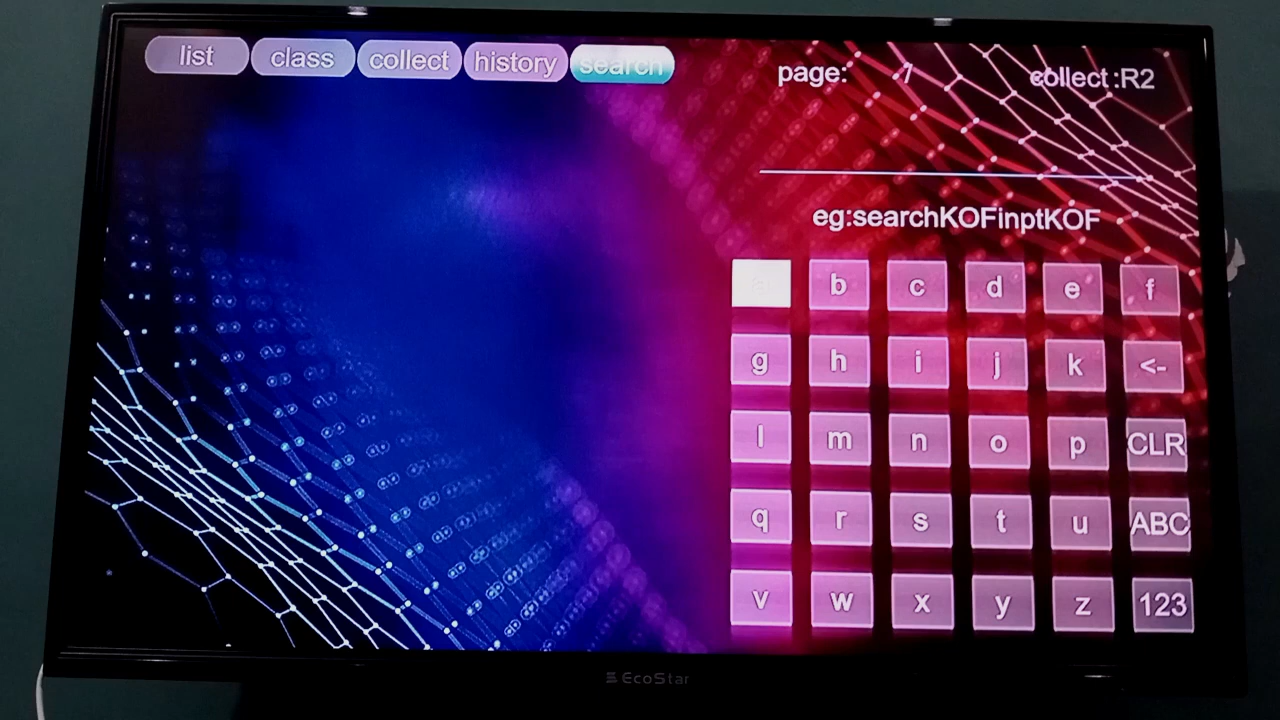 list class collect history search
page: / collect:R2
eg:searchKOFinptKOF
a b c d e f
g h i j k <-
l m n o p CLR
q r s t u ABC
v w x y z 123
EcoStar